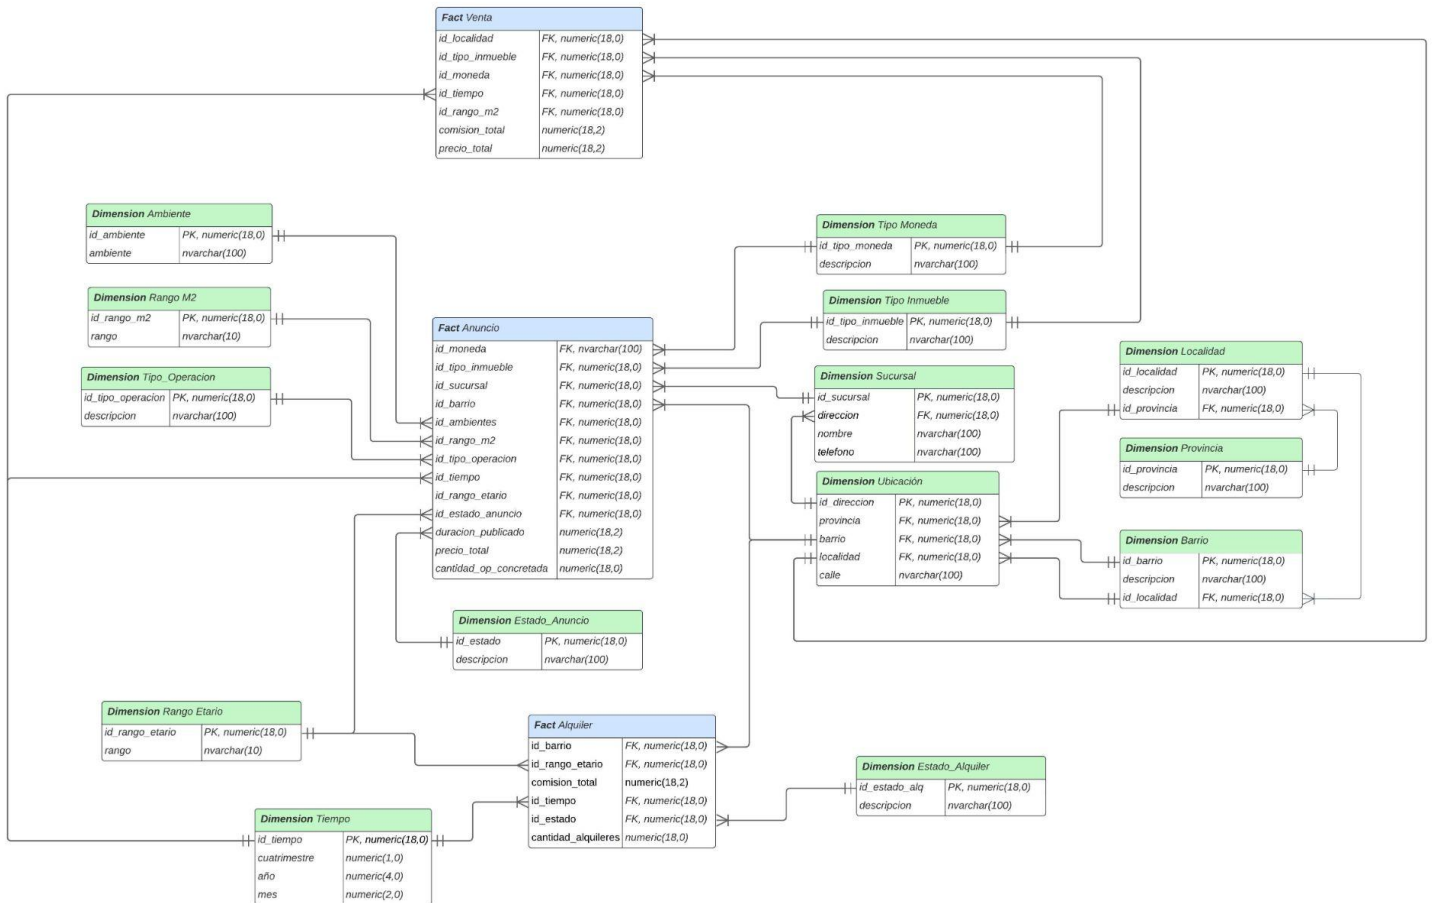 Fact Venta
id_localidad FK, numeric(18,0)
id_tipo_inmueble FK, numeric(18,0)
id_moneda FK, numeric(18,0)
id_tiempo FK, numeric(18,0)
id_rango_m2 FK, numeric(18,0)
comision_total numeric(18,2)
precio_total numeric(18,2)
Dimension Ambiente
id_ambiente PK, numeric(18,0)
ambiente nvarchar(100)
Dimension Rango M2
id_rango_m2 PK, numeric(18,0)
rango nvarchar(10)
Dimension Tipo_Operacion
id_tipo_operacion PK, numeric(18,0)
descripcion nvarchar(100)
Fact Anuncio
id_moneda FK, nvarchar(100)
id_tipo_inmueble FK, numeric(18,0)
id_sucursal FK, numeric(18,0)
id_barrio FK, numeric(18,0)
id_ambientes FK, numeric(18,0)
id_rango_m2 FK, numeric(18,0)
id_tipo_operacion FK, numeric(18,0)
id_tiempo FK, numeric(18,0)
id_rango_etario FK, numeric(18,0)
id_estado_anuncio FK, numeric(18,0)
duracion_publicado numeric(18,2)
precio_total numeric(18,2)
cantidad_op_concretada numeric(18,0)
Dimension Tipo Moneda
id_tipo_moneda PK, numeric(18,0)
descripcion nvarchar(100)
Dimension Tipo Inmueble
id_tipo_inmueble PK, numeric(18,0)
descripcion nvarchar(100)
Dimension Sucursal
id_sucursal PK, numeric(18,0)
direccion FK, numeric(18,0)
nombre nvarchar(100)
telefono nvarchar(100)
Dimension Ubicación
id_direccion PK, numeric(18,0)
provincia FK, numeric(18,0)
barrio FK, numeric(18,0)
localidad FK, numeric(18,0)
calle nvarchar(100)
Dimension Localidad
id_localidad PK, numeric(18,0)
descripcion nvarchar(100)
id_provincia FK, numeric(18,0)
Dimension Provincia
id_provincia PK, numeric(18,0)
descripcion nvarchar(100)
Dimension Barrio
id_barrio PK, numeric(18,0)
descripcion nvarchar(100)
id_localidad FK, numeric(18,0)
Dimension Estado_Anuncio
id_estado PK, numeric(18,0)
descripcion nvarchar(100)
Dimension Rango Etario
id_rango_etario PK, numeric(18,0)
rango nvarchar(10)
Fact Alquiler
id_barrio FK, numeric(18,0)
id_rango_etario FK, numeric(18,0)
comision_total numeric(18,2)
id_tiempo FK, numeric(18,0)
id_estado FK, numeric(18,0)
cantidad_alquileres numeric(18,0)
Dimension Estado_Alquiler
id_estado_alq PK, numeric(18,0)
descripcion nvarchar(100)
Dimension Tiempo
id_tiempo PK, numeric(18,0)
cuatrimestre numeric(1,0)
año numeric(4,0)
mes numeric(2,0)